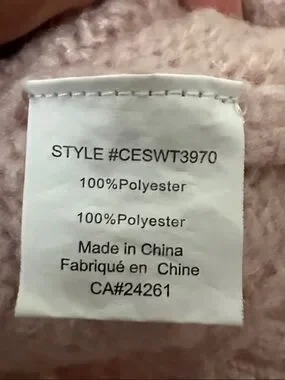 STYLE #CESWT3970
100%Polyester
100%Polyester
Made in China
Fabriqué en Chine
CA#24261